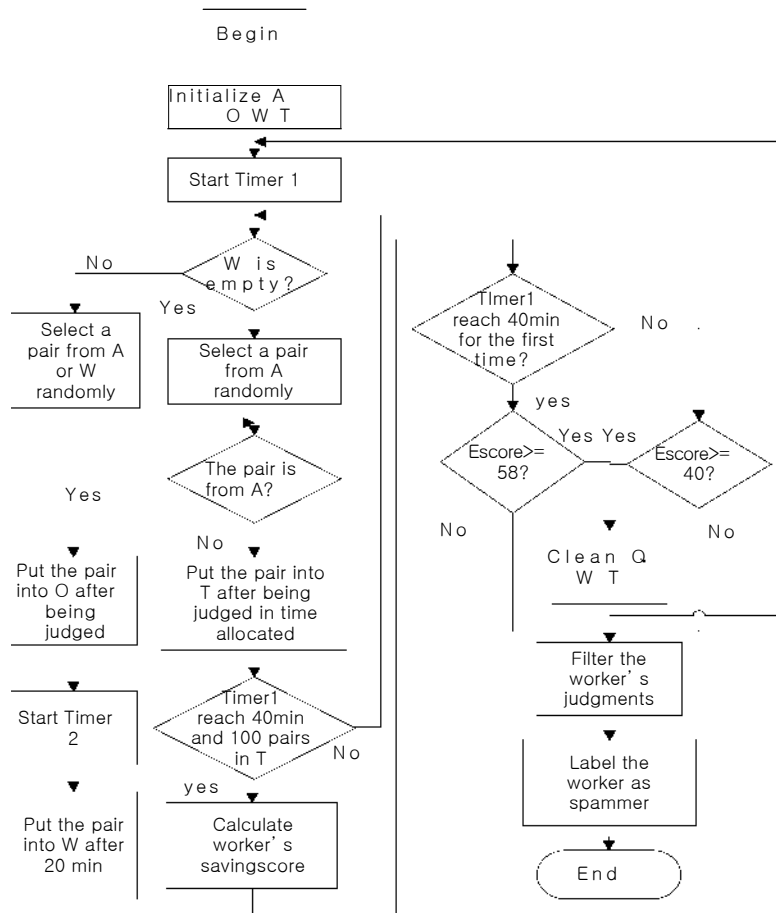 Begin
Initialize A
O W T
Start Timer 1
W is
empty?
No
Yes
Select a
pair from A
or W
randomly
Select a
pair from
A
randomly
The pair is
from A?
Yes
No
Put the pair
into O after
being
judged
Put the pair into
T after being
judged in time
allocated
Start Timer
2
Timer1
reach 40min
and 100 pairs
in T
No
yes
Put the pair
into W after
20 min
Calculate
worker's
savingscore
TImer1
reach 40min
for the first
time?
No
yes
Escore>=
58?
Yes Yes
Escore>=
40?
No
No
Clean Q
W T
Filter the
worker's
judgments
Label the
worker as
spammer
End